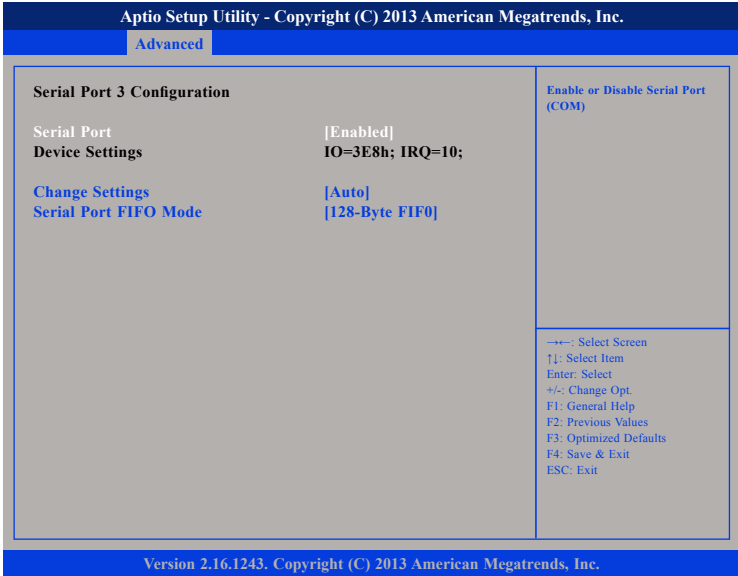 Aptio Setup Utility - Copyright (C) 2013 American Megatrends, Inc.
Advanced
Serial Port 3 Configuration
Serial Port [Enabled]
Device Settings IO=3E8h; IRQ=10;
Change Settings [Auto]
Serial Port FIFO Mode [128-Byte FIF0]
Enable or Disable Serial Port
(COM)
→←: Select Screen
↑↓: Select Item
Enter: Select
+/-: Change Opt.
F1: General Help
F2: Previous Values
F3: Optimized Defaults
F4: Save & Exit
ESC: Exit
Version 2.16.1243. Copyright (C) 2013 American Megatrends, Inc.